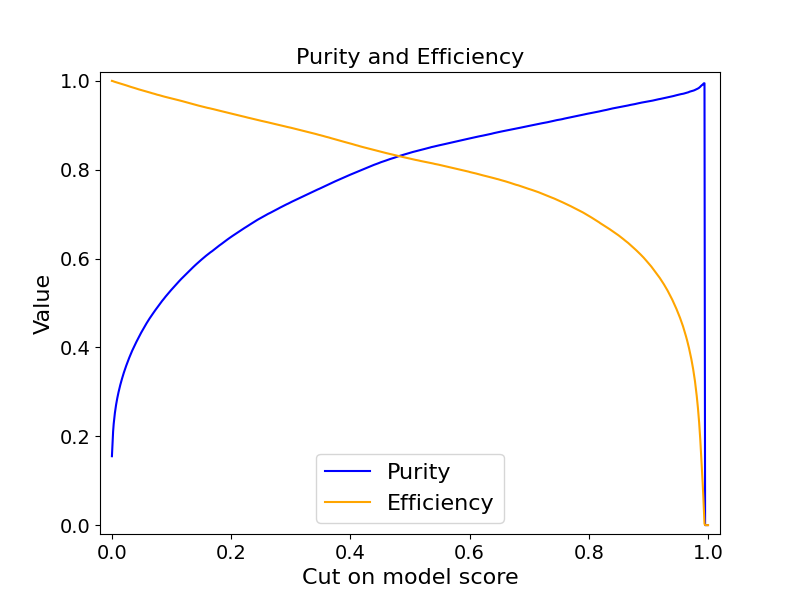 Purity and Efficiency
Value
1.0
0.8
0.6
0.4
0.2
0.0
Purity
Efficiency
0.0 0.2 0.4 0.6 0.8 1.0
Cut on model score